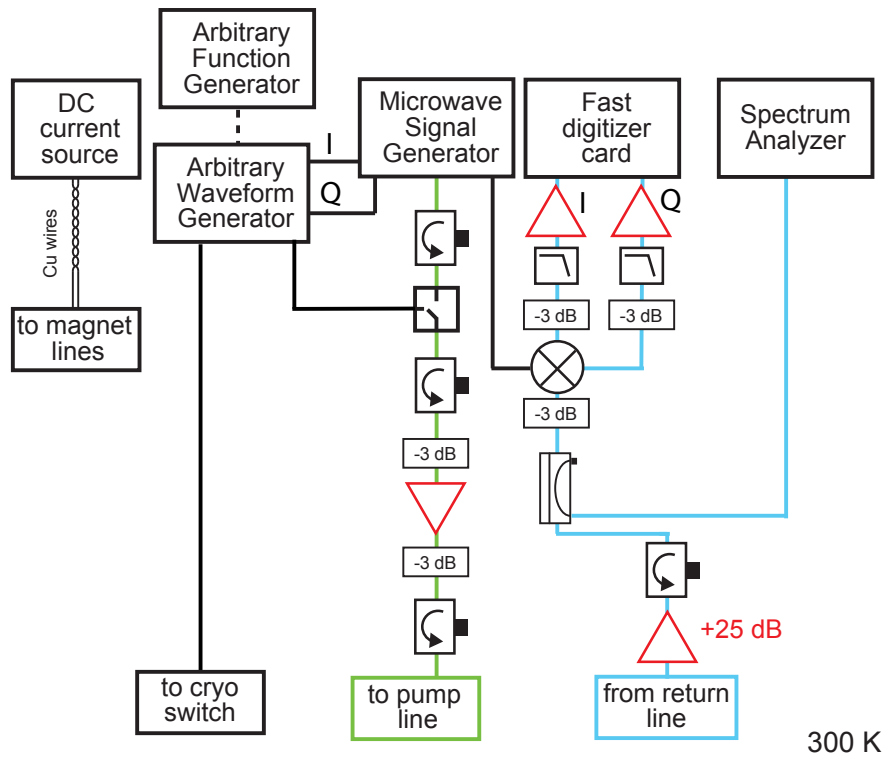 Arbitrary
Function
Generator
DC
current
source
Cu wires
to magnet
lines
Arbitrary
Waveform
Generator
I
Q
Microwave
Signal
Generator
Fast
digitizer
card
Spectrum
Analyzer
I
Q
-3 dB
-3 dB
-3 dB
-3 dB
-3 dB
+25 dB
to cryo
switch
to pump
line
from return
line
300 K